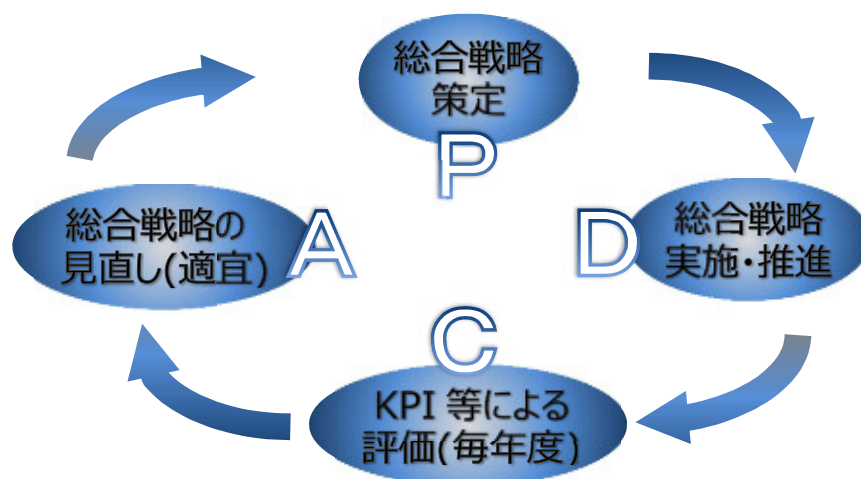 総合戦略
策定
P
総合戦略
実施・推進
D
C
KPI 等による
評価(毎年度)
総合戦略の
見直し(適宜)
A